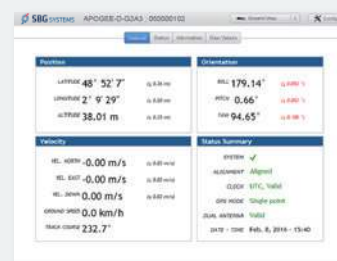 SBG SYSTEMS APOGEE-D-G3A3 : 000000102
General Status Information Raw Values
Position
LATITUDE 48° 52' 7"
LONGITUDE 2° 9' 29"
ALTITUDE 38.01 m
Orientation
ROLL 179.14°
PITCH 0.66°
YAW 94.65°
Velocity
VEL. NORTH -0.00 m/s
VEL. EAST -0.00 m/s
VEL. DOWN 0.00 m/s
GROUND SPEED 0.0 km/h
TRACK COURSE 232.7°
Status Summary
SYSTEM ✓
ALIGNMENT Aligned
CLOCK UTC, Valid
GPS MODE Single point
DUAL ANTENNA Valid
DATE - TIME Feb. 8, 2016 - 15:40